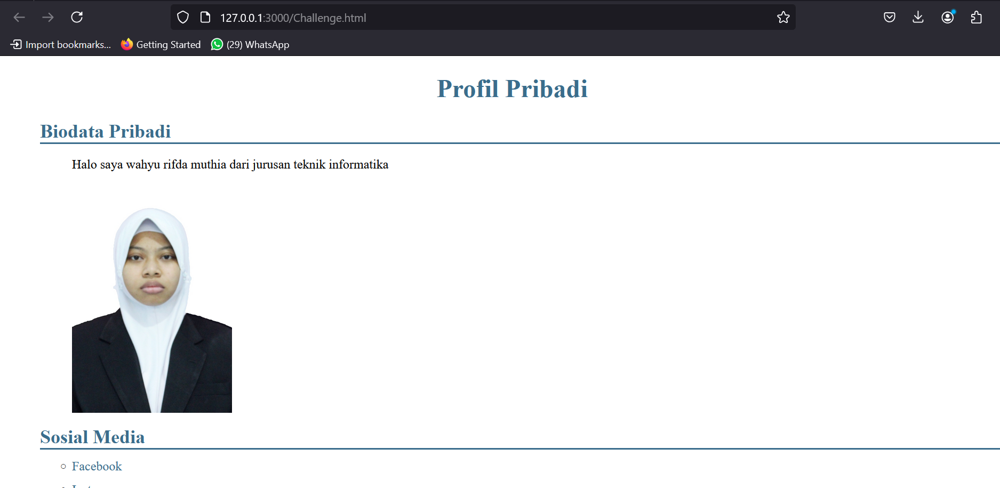 127.0.0.1:3000/Challenge.html
Import bookmarks...
Getting Started
(29) WhatsApp
Profil Pribadi
Biodata Pribadi
Halo saya wahyu rifda muthia dari jurusan teknik informatika
Sosial Media
Facebook